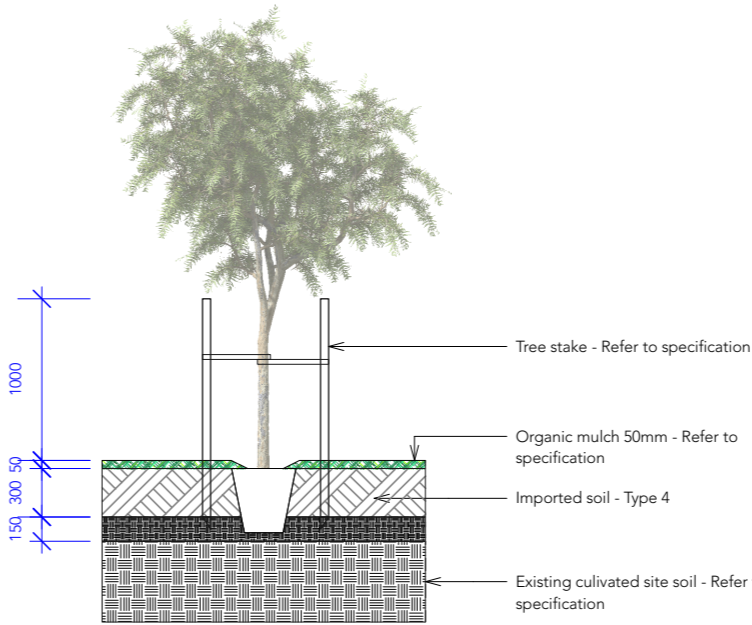 1000
50
300
150
Tree stake - Refer to specification
Organic mulch 50mm - Refer to
specification
Imported soil - Type 4
Existing culivated site soil - Refer
specification